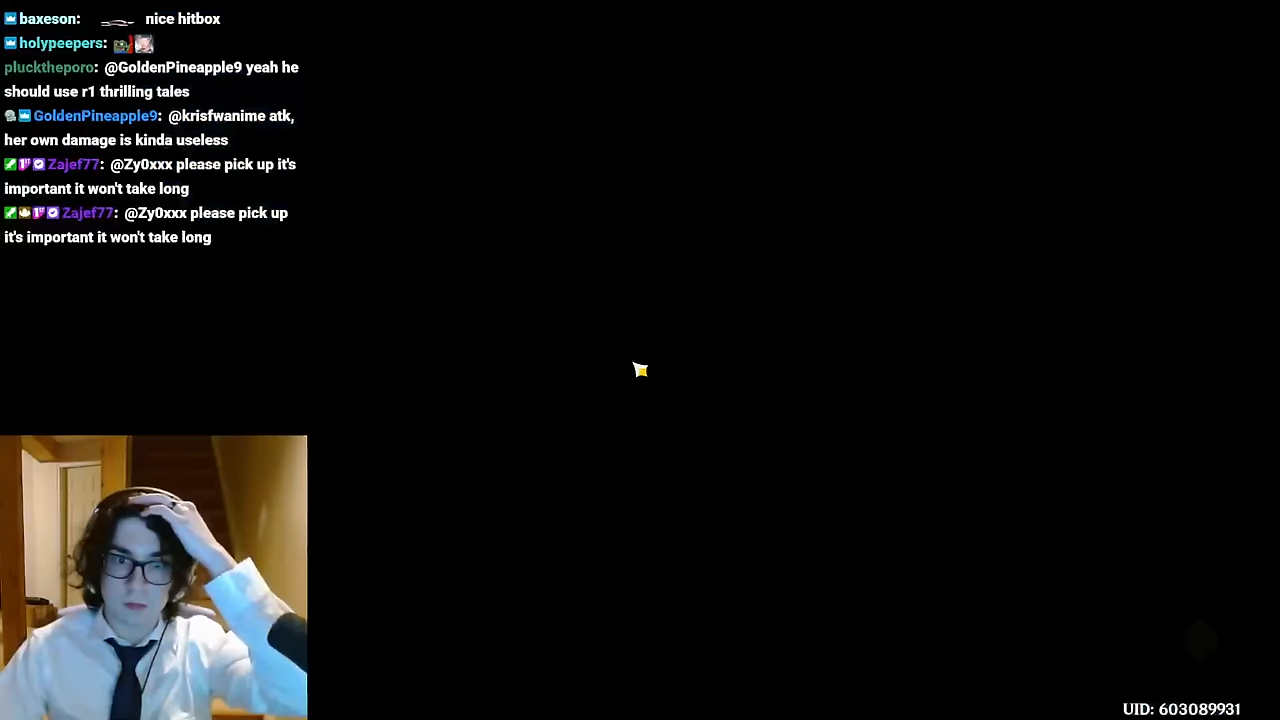 baxeson: nice hitbox
holypeepers:
plucktheporo: @GoldenPineapple9 yeah he
should use r1 thrilling tales
GoldenPineapple9: @krisfwanime atk,
her own damage is kinda useless
Zajef77: @Zy0xxx please pick up it's
important it won't take long
Zajef77: @Zy0xxx please pick up
it's important it won't take long
UID: 603089931